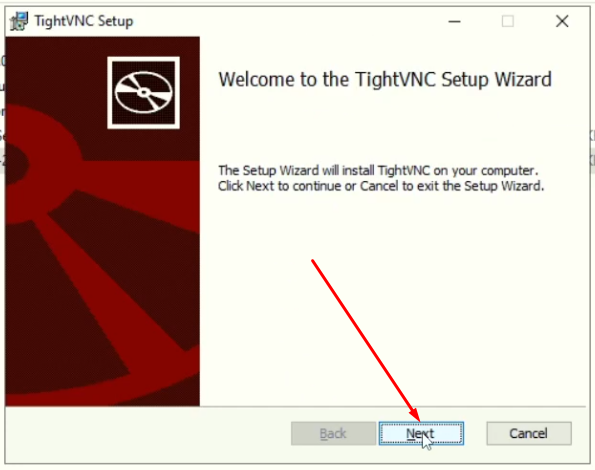 TightVNC Setup
Welcome to the TightVNC Setup Wizard
The Setup Wizard will install TightVNC on your computer.
Click Next to continue or Cancel to exit the Setup Wizard.
Back
Next
Cancel